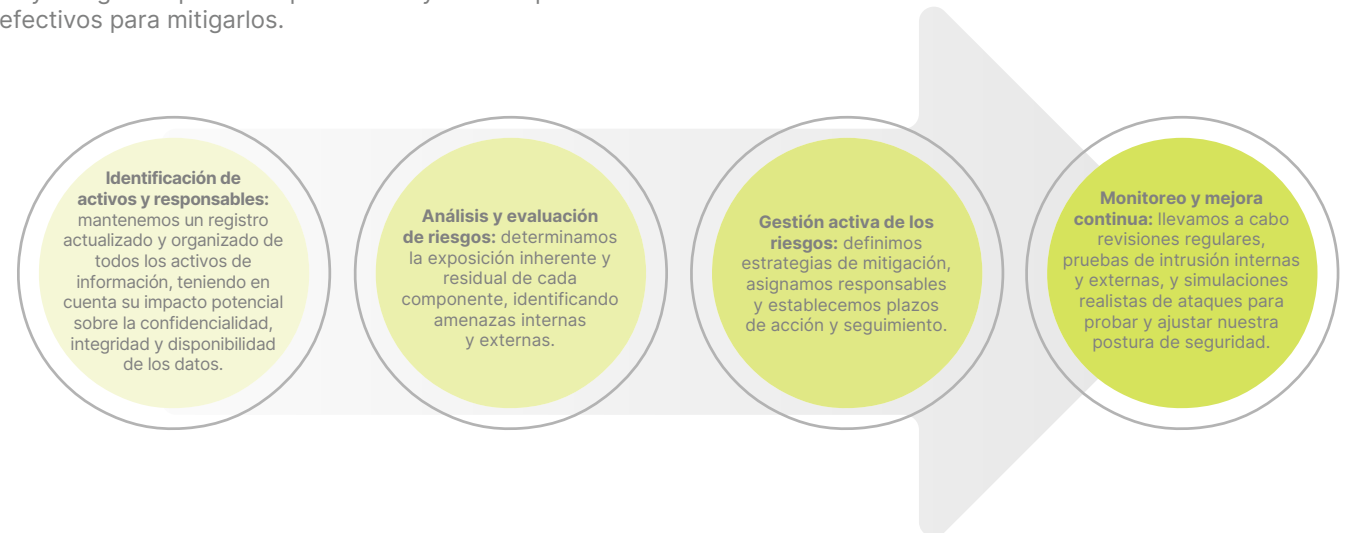 efectivos para mitigarlos.
Identificación de
activos y responsables:
mantenemos un registro
actualizado y organizado de
todos los activos de
información, teniendo en
cuenta su impacto potencial
sobre la confidencialidad,
integridad y disponibilidad
de los datos.
Análisis y evaluación
de riesgos: determinamos
la exposición inherente y
residual de cada
componente, identificando
amenazas internas
y externas.
Gestión activa de los
riesgos: definimos
estrategias de mitigación,
asignamos responsables
y establecemos plazos
de acción y seguimiento.
Monitoreo y mejora
continua: llevamos a cabo
revisiones regulares,
pruebas de intrusión internas
y externas, y simulaciones
realistas de ataques para
probar y ajustar nuestra
postura de seguridad.